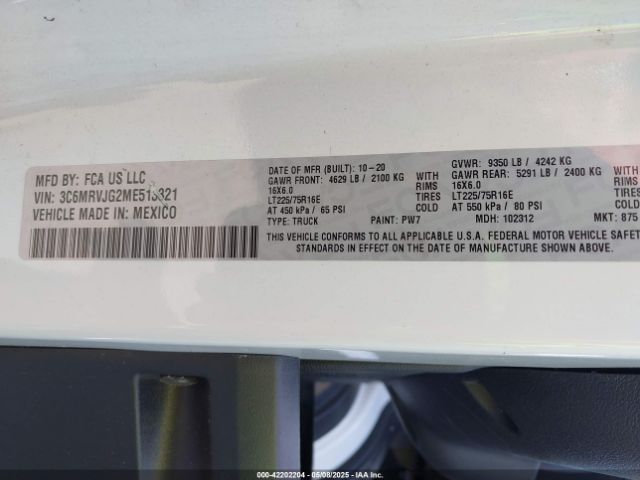 MFD BY: FCA US LLC
VIN: 3C6MRVJG2ME513321
VEHICLE MADE IN: MEXICO
DATE OF MFR (BUILT): 10-20
GAWR FRONT: 4629 LB / 2100 KG WITH
16X6.0 RIMS
LT225/75R16E
AT 450 kPa / 65 PSI COLD
TYPE: TRUCK
PAINT: PW7
GVWR: 9350 LB / 4242 KG
GAWR REAR: 5291 LB / 2400 KG WITH
16X6.0 RIMS
LT225/75R16E
AT 550 kPa / 80 PSI COLD
MDH: 102312
MKT: 875
THIS VEHICLE CONFORMS TO ALL APPLICABLE U.S.A. FEDERAL MOTOR VEHICLE SAFETY
STANDARDS IN EFFECT ON THE DATE OF MANUFACTURE SHOWN ABOVE.
000-42202204 - 05/08/2025 - IAA Inc.